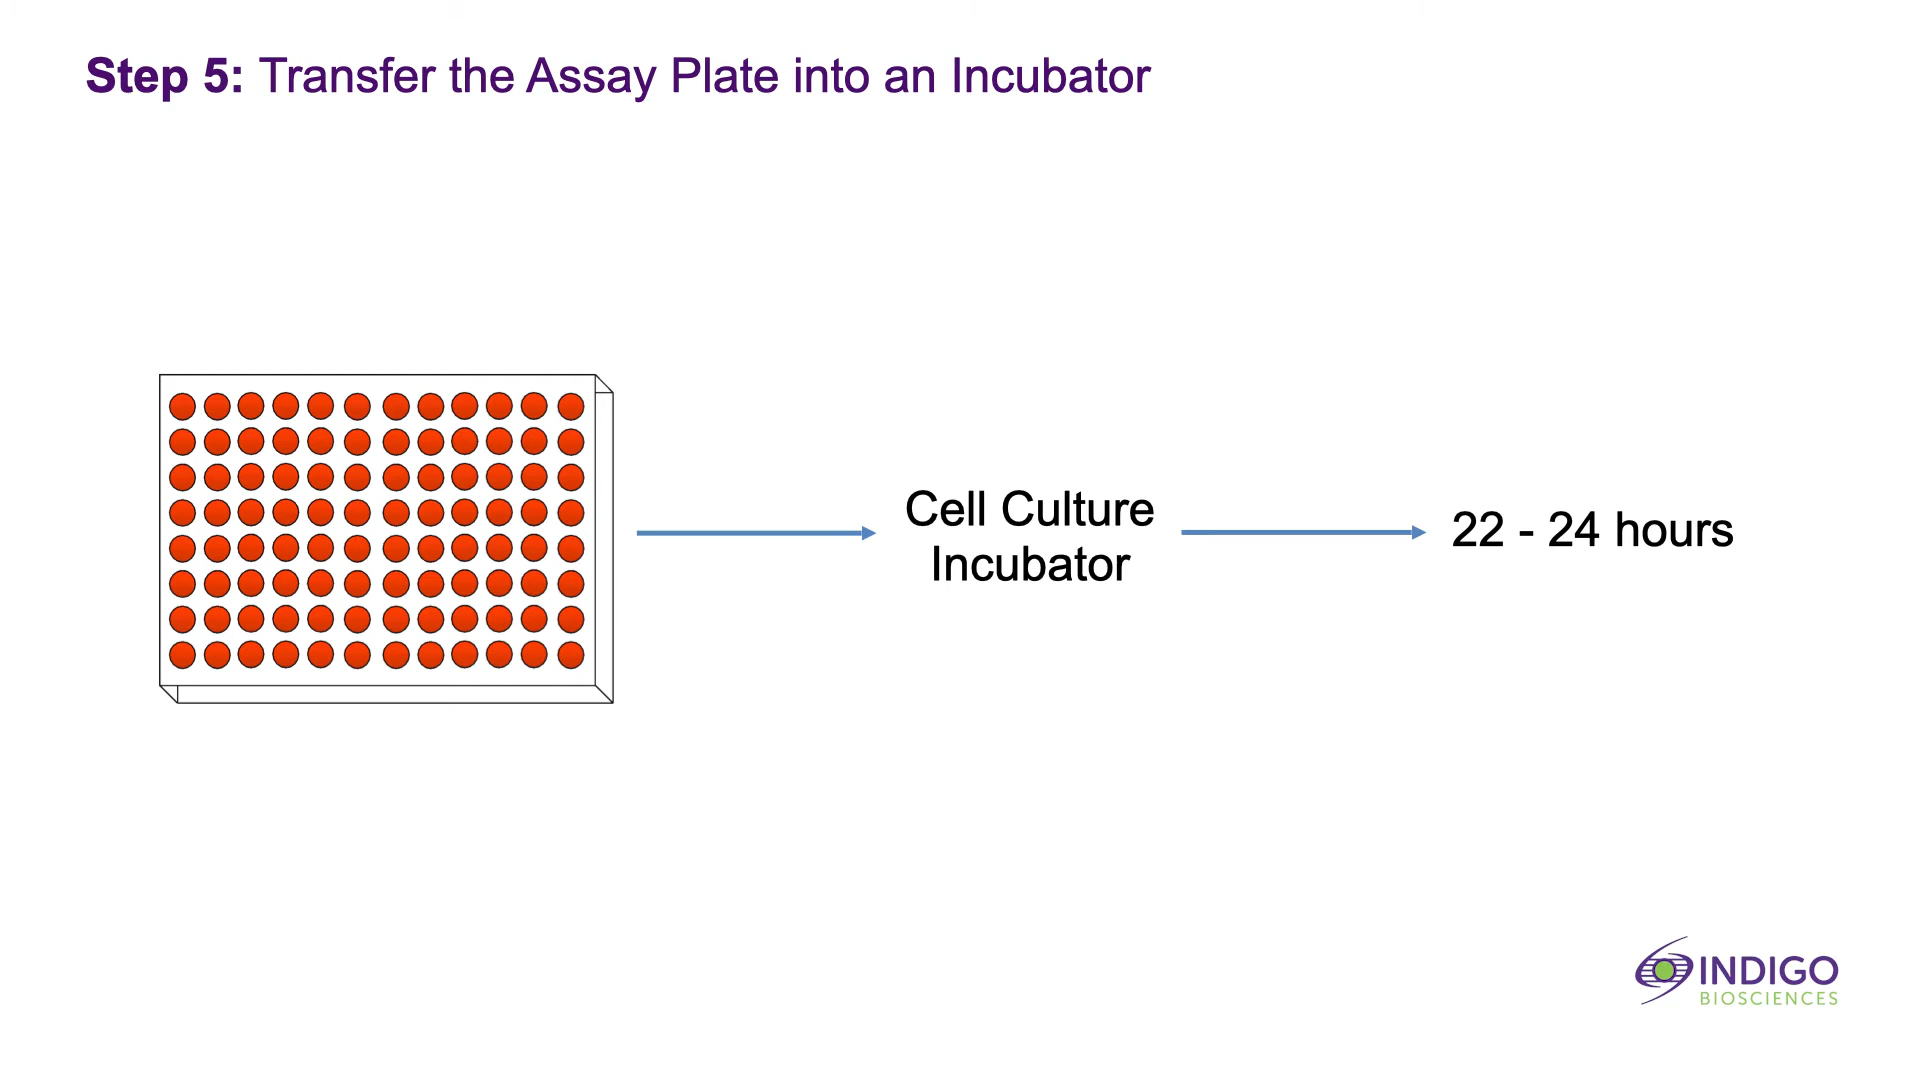 Step 5: Transfer the Assay Plate into an Incubator
Cell Culture
Incubator
22 - 24 hours
INDIGO
BIOSCIENCES